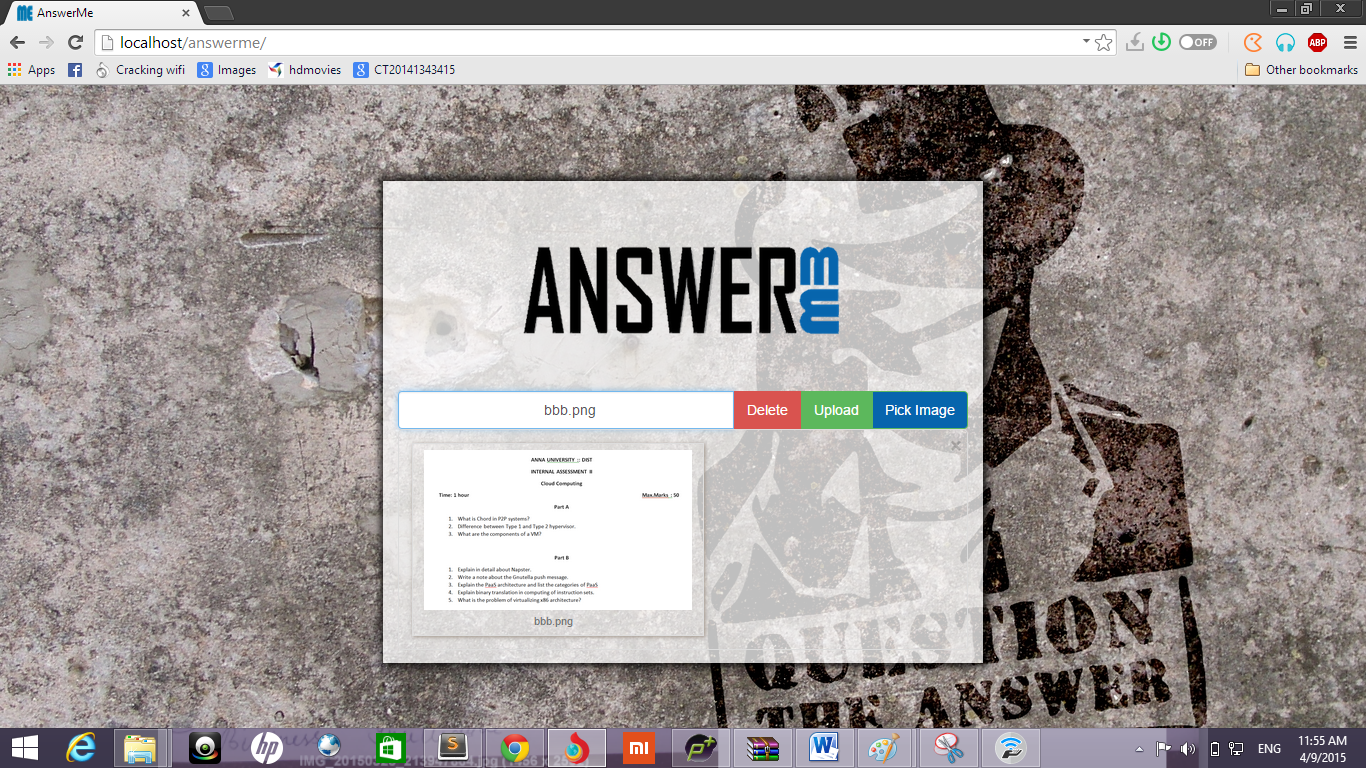 AnswerMe
localhost/answerme/
OFF
ABP
Apps
Cracking wifi
Images
hdmovies
CT20141343415
Other bookmarks
ANSWER ME
bbb.png
Delete
Upload
Pick Image
ANNA UNIVERSITY :: DIST
INTERNAL ASSESSMENT II
Cloud Computing
Time: 1 hour
Max.Marks : 50
Part A
1. What is Chord in P2P systems?
2. Difference between Type 1 and Type 2 hypervisor.
3. What are the components of a VM?
Part B
1. Explain in detail about Napster.
2. Write a note about the Gnutella push message.
3. Explain the PaaS architecture and list the categories of PaaS
4. Explain binary translation in computing of instruction sets.
5. What is the problem of virtualizing x86 architecture?
bbb.png
QUESTION
THE ANSWER
ENG
11:55 AM
4/9/2015